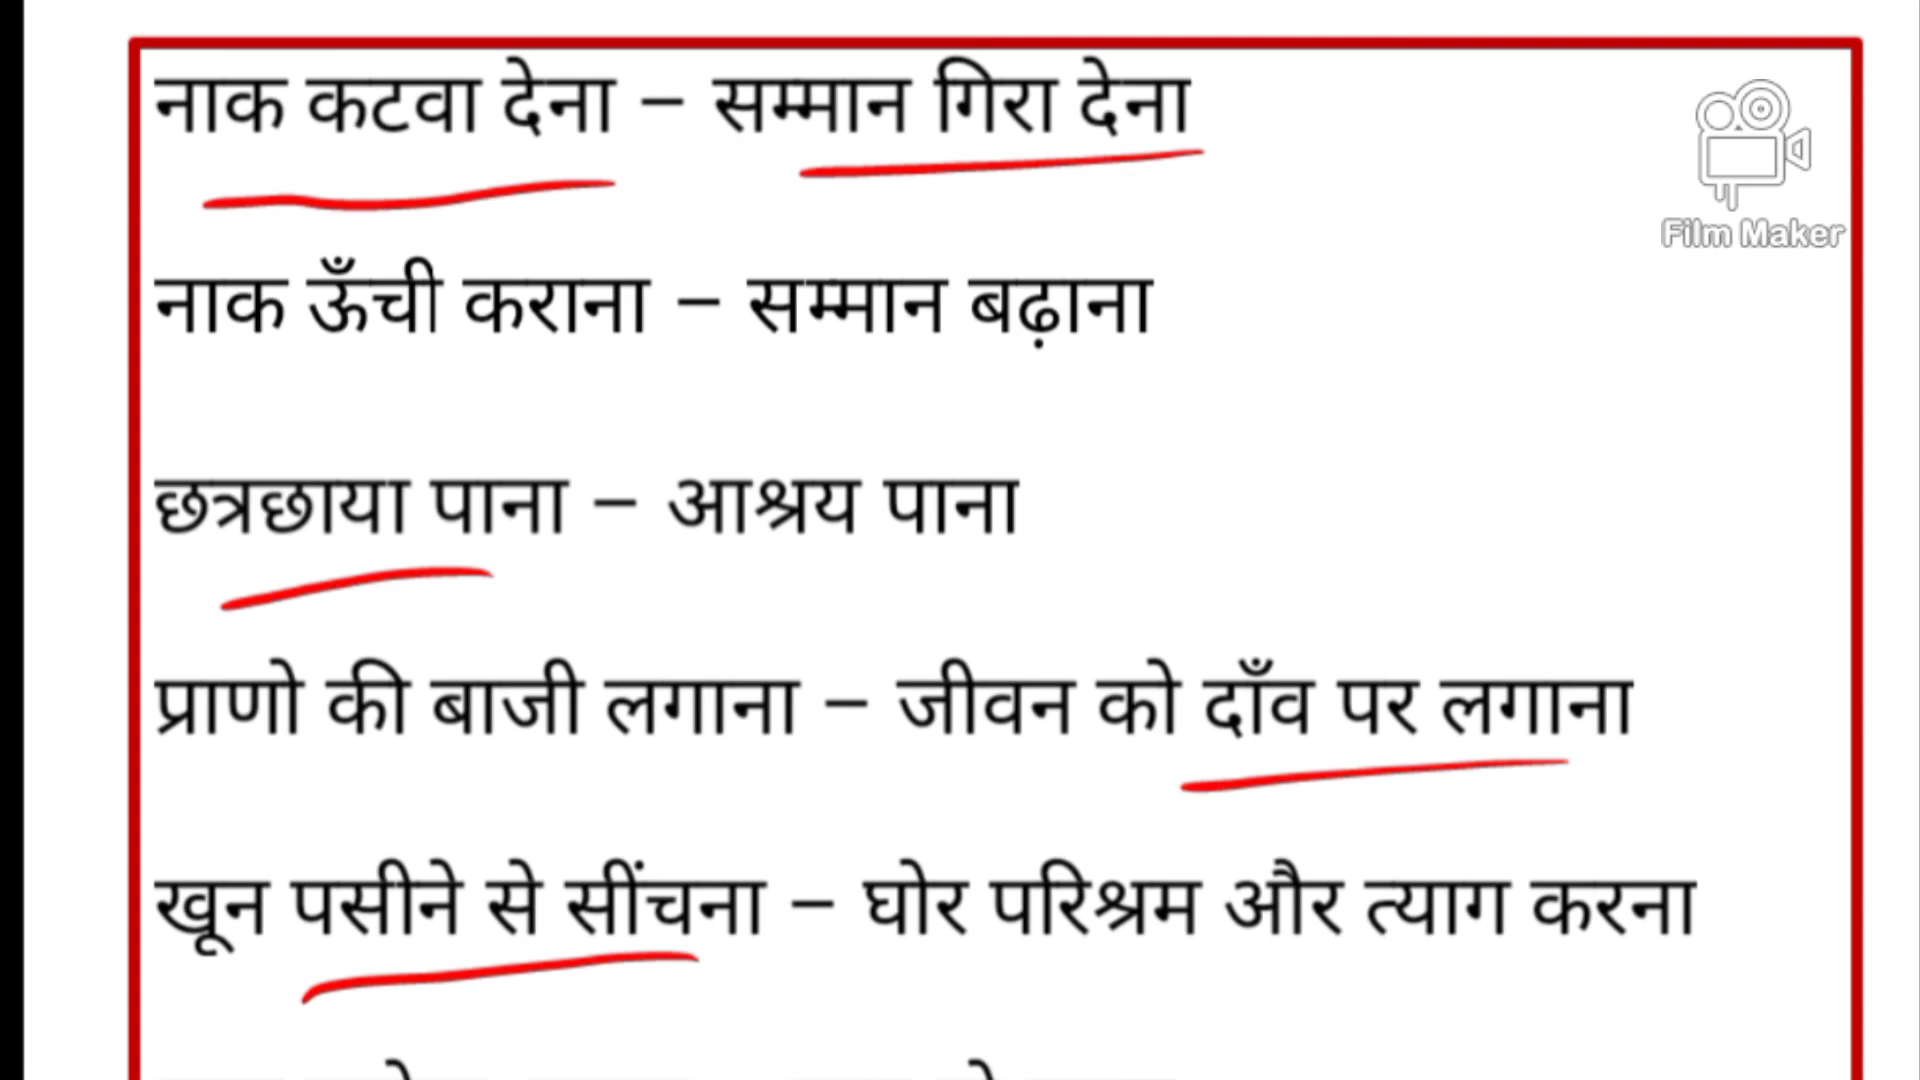 नाक कटवा देना – सम्मान गिरा देना
Film Maker
नाक ऊँची कराना – सम्मान बढ़ाना
छत्रछाया पाना – आश्रय पाना
प्राणो की बाजी लगाना – जीवन को दाँव पर लगाना
खून पसीने से सींचना – घोर परिश्रम और त्याग करना